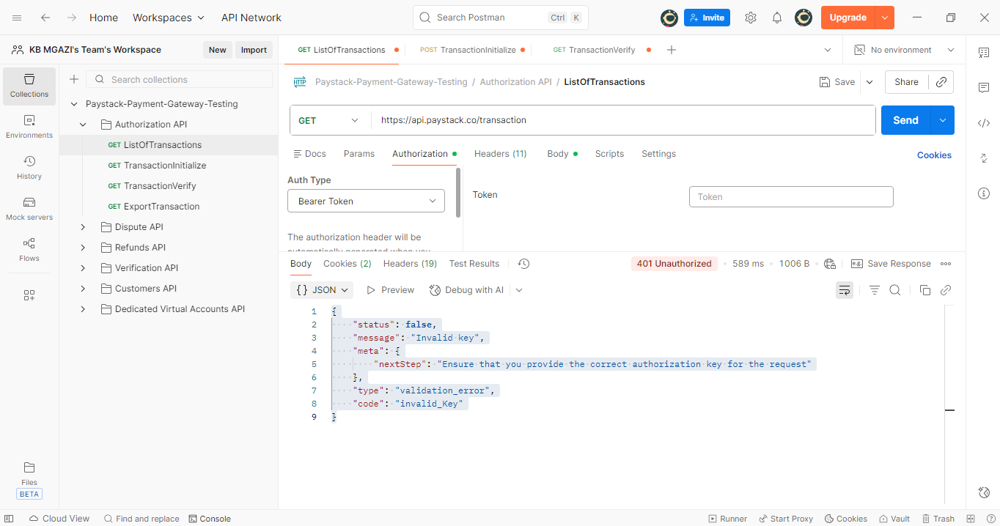 Home Workspaces API Network Search Postman Ctrl K Invite Upgrade
KB MGAZI's Team's Workspace New Import GET ListOfTransactions POST TransactionInitialize GET TransactionVerify No environment
Collections
Environments
History
Mock servers
Flows
Files
BETA
Search collections
Paystack-Payment-Gateway-Testing
Authorization API
GET ListOfTransactions
GET TransactionInitialize
GET TransactionVerify
GET ExportTransaction
Dispute API
Refunds API
Verification API
Customers API
Dedicated Virtual Accounts API
HTTP Paystack-Payment-Gateway-Testing / Authorization API / ListOfTransactions Save Share
GET https://api.paystack.co/transaction Send
Docs Params Authorization Headers (11) Body Scripts Settings Cookies
Auth Type
Bearer Token
Token Token
The authorization header will be
automatically generated when you
Body Cookies (2) Headers (19) Test Results 401 Unauthorized 589 ms 1006 B e.g. Save Response
{} JSON Preview Debug with AI
1 {
2 "status": false,
3 "message": "Invalid key",
4 "meta": {
5 "nextStep": "Ensure that you provide the correct authorization key for the request"
6 },
7 "type": "validation_error",
8 "code": "invalid_Key"
9 }
Cloud View Find and replace Console Runner Start Proxy Cookies Vault Trash